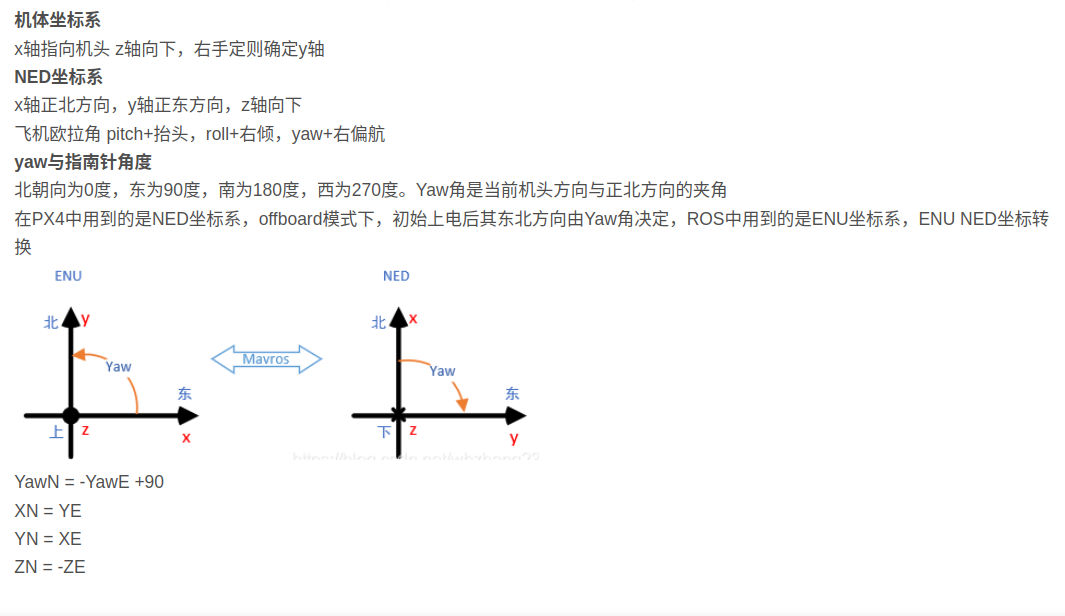 机体坐标系
x轴指向机头 z轴向下，右手定则确定y轴
NED坐标系
x轴正北方向，y轴正东方向，z轴向下
飞机欧拉角 pitch+抬头，roll+右倾，yaw+右偏航
yaw与指南针角度
北朝向为0度，东为90度，南为180度，西为270度。Yaw角是当前机头方向与正北方向的夹角
在PX4中用到的是NED坐标系，offboard模式下，初始上电后其东北方向由Yaw角决定，ROS中用到的是ENU坐标系，ENU NED坐标转
换
ENU
NED
北 y
北 x
Yaw
Mavros
Yaw
东
东
上 z
x
下 z
y
YawN = -YawE +90
XN = YE
YN = XE
ZN = -ZE